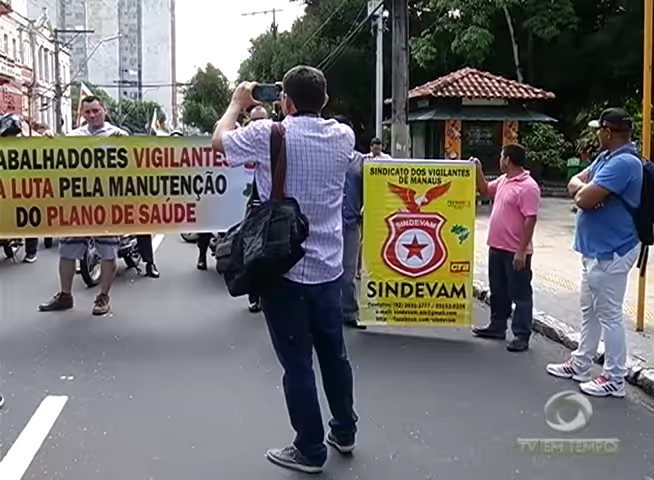 ABALHADORES VIGILANTES
A LUTA PELA MANUTENÇÃO
DO PLANO DE SAÚDE
SINDICATO DOS VIGILANTES
DE MANAUS
SINDEVAM
CTB
SINDEVAM
TV EM TEMPO